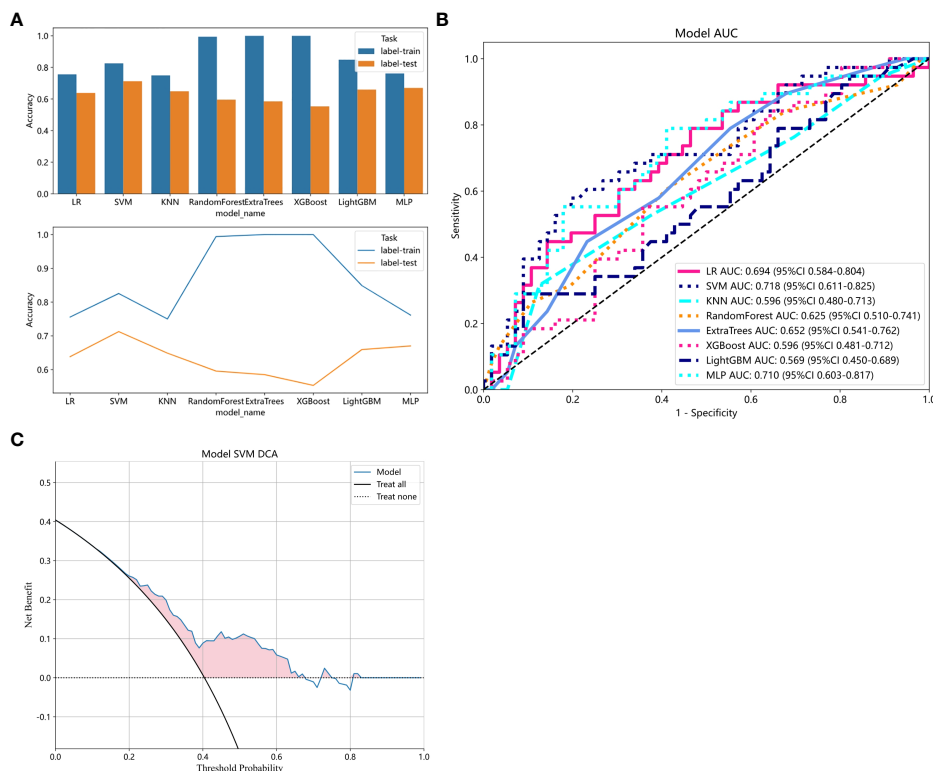 A
Task
label-train
label-test
1.0
0.8
0.6
0.4
0.2
0.0
Accuracy
LR SVM KNN RandomForest ExtraTrees XGBoost LightGBM MLP
model_name
Task
label-train
label-test
1.0
0.9
0.8
0.7
0.6
Accuracy
LR SVM KNN RandomForest ExtraTrees XGBoost LightGBM MLP
model_name
B
Model AUC
1.0
0.8
0.6
0.4
0.2
0.0
Sensitivity
LR AUC: 0.694 (95%CI 0.584-0.804)
SVM AUC: 0.718 (95%CI 0.611-0.825)
KNN AUC: 0.596 (95%CI 0.480-0.713)
RandomForest AUC: 0.625 (95%CI 0.510-0.741)
ExtraTrees AUC: 0.652 (95%CI 0.541-0.762)
XGBoost AUC: 0.596 (95%CI 0.481-0.712)
LightGBM AUC: 0.569 (95%CI 0.450-0.689)
MLP AUC: 0.710 (95%CI 0.603-0.817)
0.0 0.2 0.4 0.6 0.8 1.0
1 - Specificity
C
Model SVM DCA
Model
Treat all
Treat none
0.5
0.4
0.3
0.2
0.1
0.0
-0.1
Net Benefit
0.0 0.2 0.4 0.6 0.8 1.0
Threshold Probability